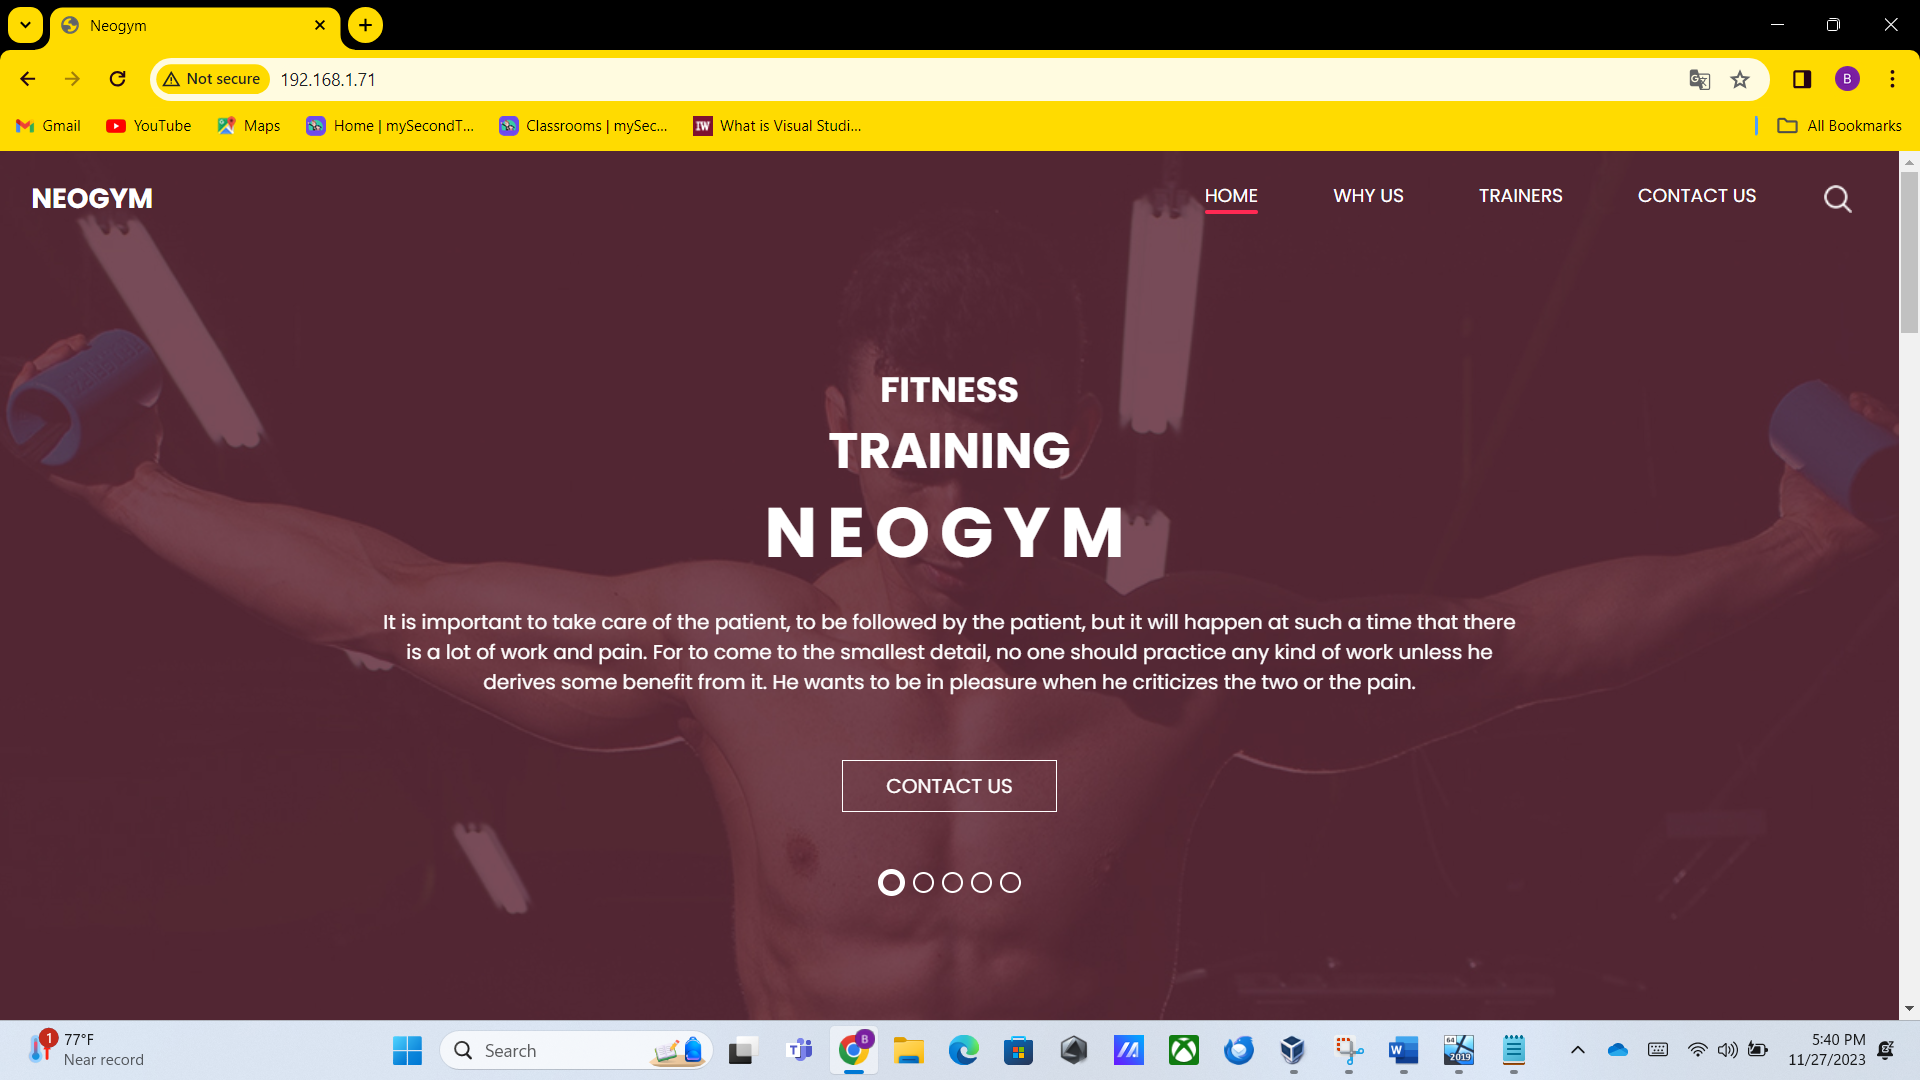 Neogym
Not secure 192.168.1.71
B
Gmail YouTube Maps Home | mySecondT... Classrooms | mySec... IW What is Visual Studi... All Bookmarks
NEOGYM HOME WHY US TRAINERS CONTACT US
FITNESS
TRAINING
NEOGYM
It is important to take care of the patient, to be followed by the patient, but it will happen at such a time that there
is a lot of work and pain. For to come to the smallest detail, no one should practice any kind of work unless he
derives some benefit from it. He wants to be in pleasure when he criticizes the two or the pain.
CONTACT US
1 77°F
Near record
Search
B
64
2019
5:40 PM
11/27/2023